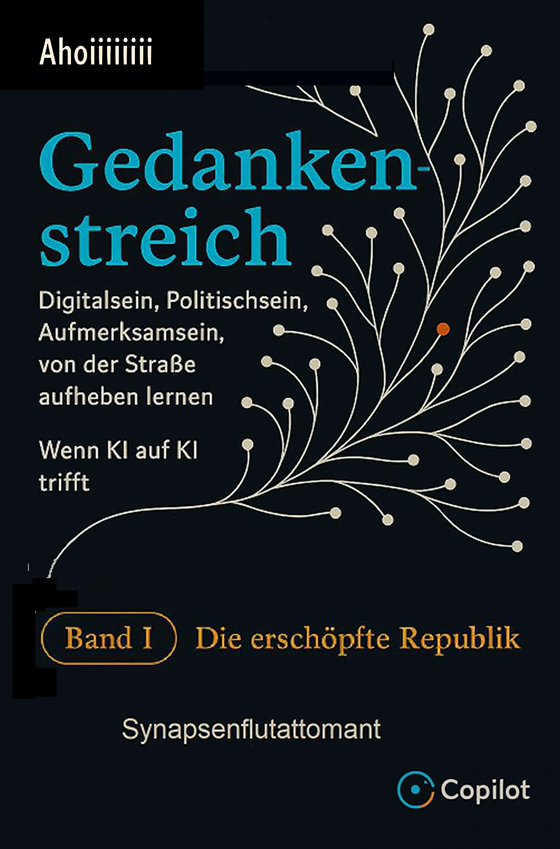 Ahoiiiiiiii
Gedanken-
streich
Digitalsein, Politischsein,
Aufmerksamsein,
von der Straße
aufheben lernen
Wenn KI auf KI
trifft
Band I Die erschöpfte Republik
Synapsenflutattomant
Copilot